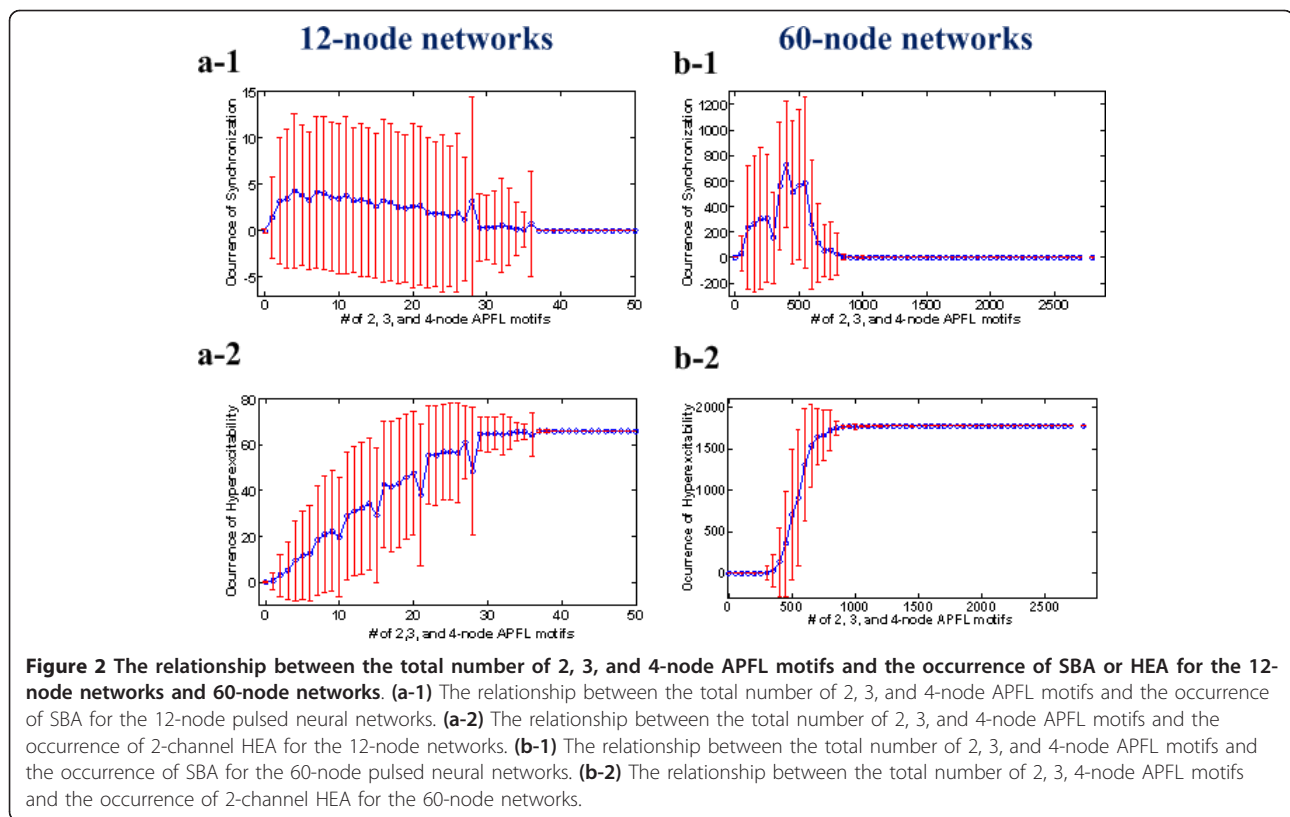 12-node networks
60-node networks
a-1
b-1
15
10
5
0
-5
0
10
20
30
40
50
Ocurrence of Synchronization
# of 2, 3, and 4-node APFL motifs
1200
1000
800
600
400
200
0
-200
0
500
1000
1500
2000
2500
Ocurrence of Synchronization
# of 2, 3, and 4-node APFL motifs
a-2
b-2
80
60
40
20
0
0
10
20
30
40
50
Ocurrence of Hyperexcitability
# of 2,3, and 4-node APFL motifs
2000
1500
1000
500
0
0
500
1000
1500
2000
2500
Ocurrence of Hyperexcitability
# of 2, 3, and 4-node APFL motifs
Figure 2 The relationship between the total number of 2, 3, and 4-node APFL motifs and the occurrence of SBA or HEA for the 12-
node networks and 60-node networks. (a-1) The relationship between the total number of 2, 3, and 4-node APFL motifs and the occurrence
of SBA for the 12-node pulsed neural networks. (a-2) The relationship between the total number of 2, 3, and 4-node APFL motifs and the
occurrence of 2-channel HEA for the 12-node networks. (b-1) The relationship between the total number of 2, 3, and 4-node APFL motifs and
the occurrence of SBA for the 60-node pulsed neural networks. (b-2) The relationship between the total number of 2, 3, 4-node APFL motifs
and the occurrence of 2-channel HEA for the 60-node networks.